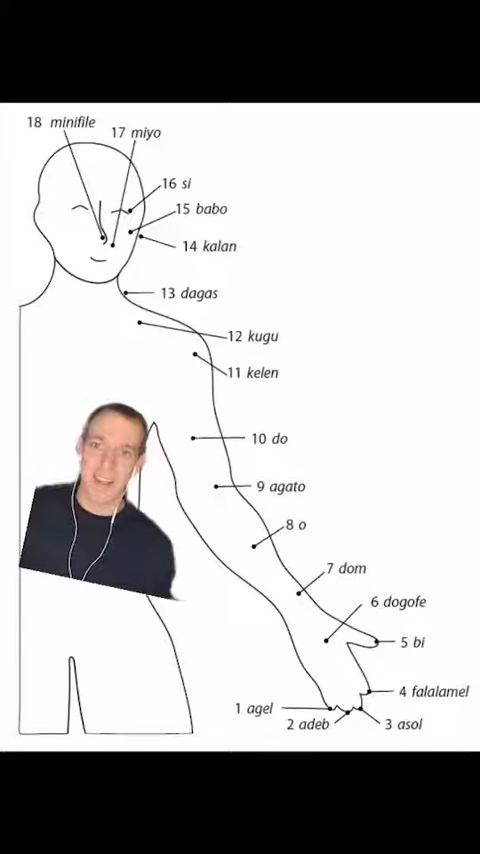 18 minifile
17 miyo
16 si
15 babo
14 kalan
13 dagas
12 kugu
11 kelen
10 do
9 agato
8 o
7 dom
6 dogofe
5 bi
4 falalamel
1 agel
2 adeb
3 asol